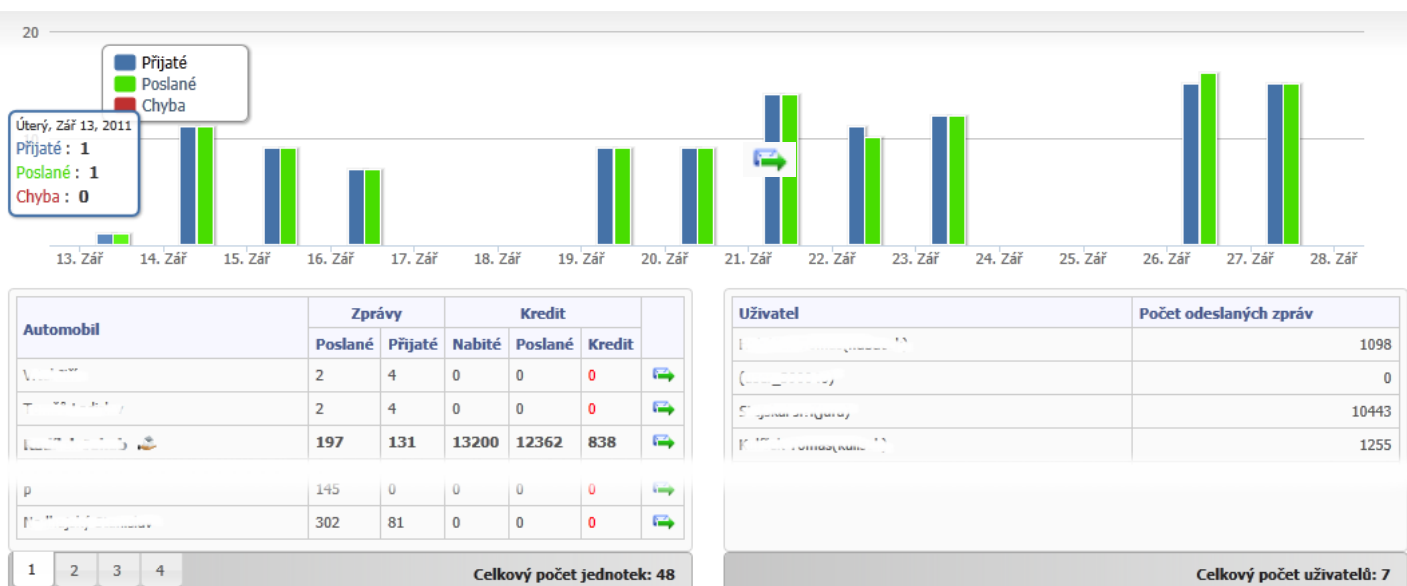 20
Přijaté
Poslané
Chyba
Úterý, Zář 13, 2011
Přijaté : 1
Poslané : 1
Chyba : 0
13. Zář 14. Zář 15. Zář 16. Zář 17. Zář 18. Zář 19. Zář 20. Zář 21. Zář 22. Zář 23. Zář 24. Zář 25. Zář 26. Zář 27. Zář 28. Zář
Automobil Zprávy Kredit
Poslané Přijaté Nabité Poslané Kredit
2 4 0 0 0
2 4 0 0 0
197 131 13200 12362 838
p 145 0 0 0 0
302 81 0 0 0
1 2 3 4 Celkový počet jednotek: 48
Uživatel Počet odeslaných zpráv
1098
0
10443
1255
Celkový počet uživatelů: 7